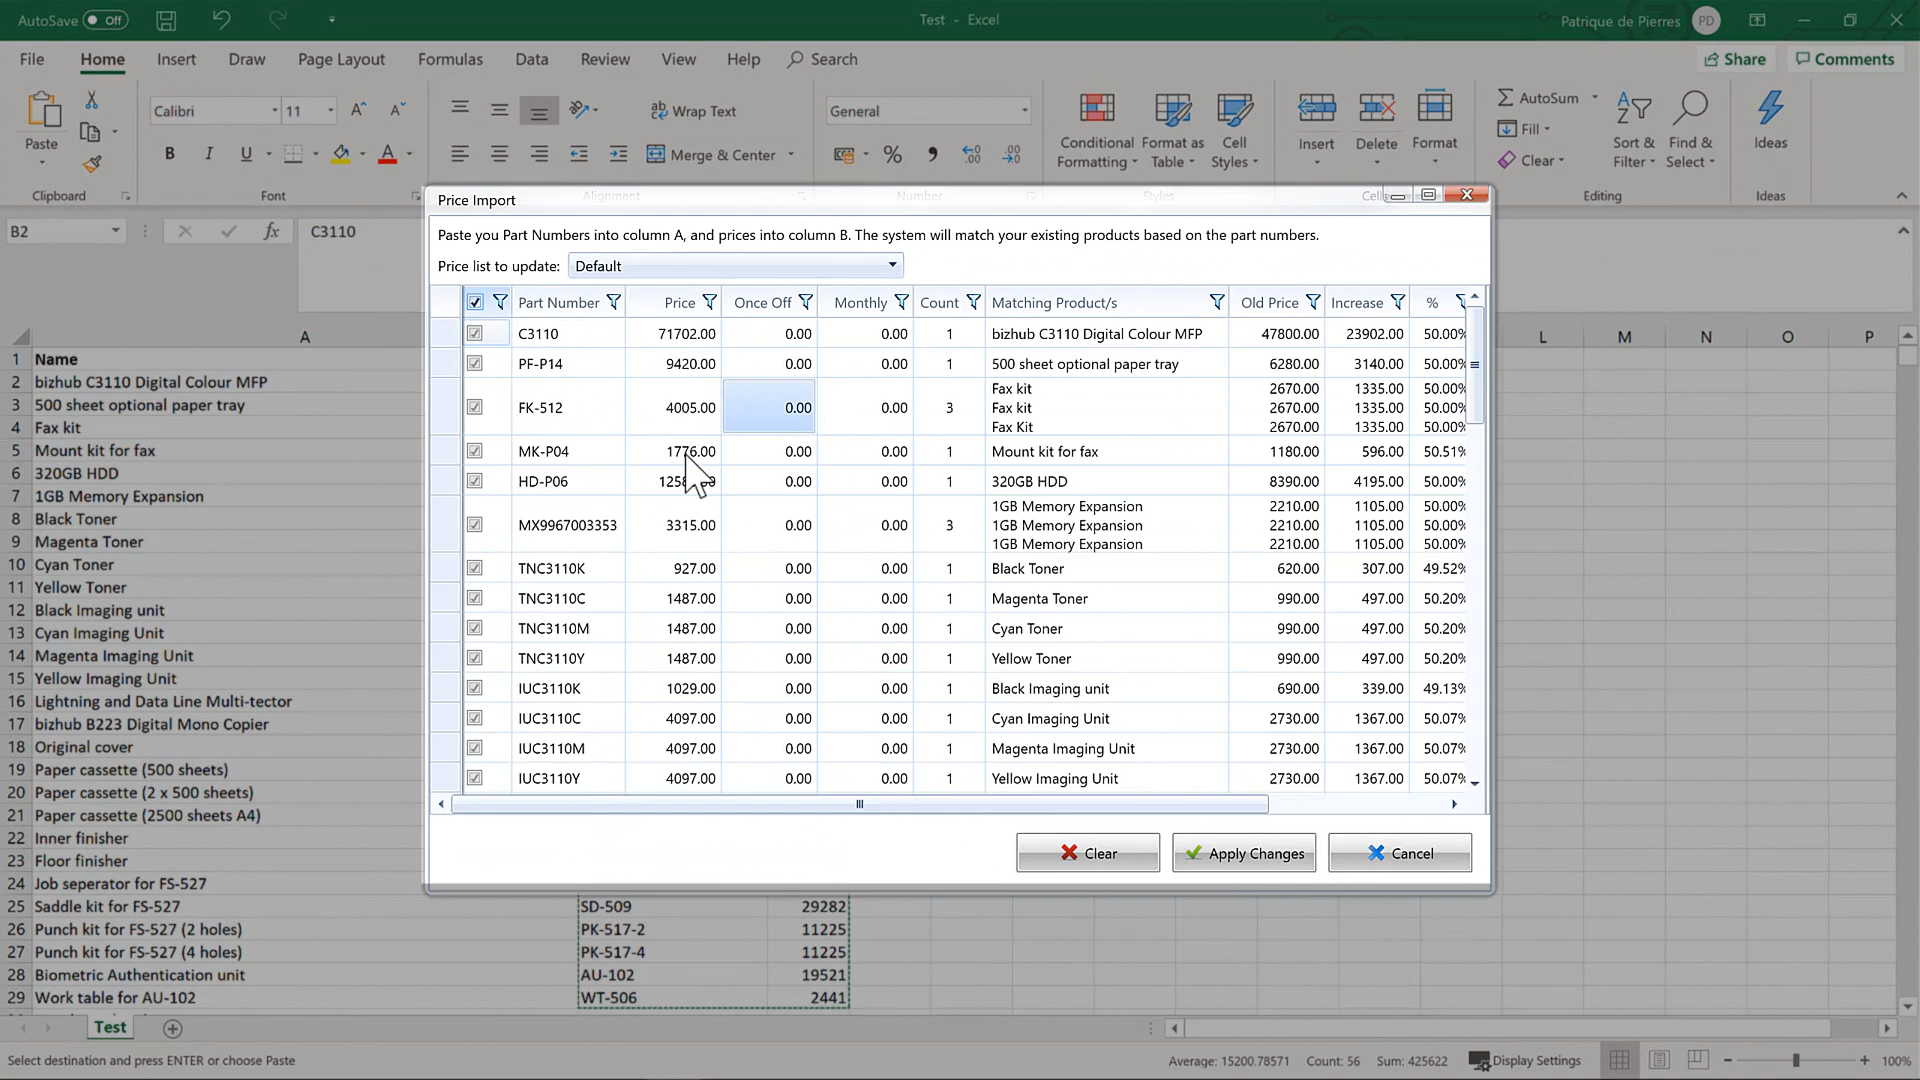 AutoSave Off
Test - Excel
Patrique de Pierres PD
File Home Insert Draw Page Layout Formulas Data Review View Help Search
Share Comments
Calibri 11 Wrap Text General AutoSum
Paste Conditional Format as Cell Insert Delete Format Fill Sort & Find & Ideas
B I U A Merge & Center % Formatting Table Styles Clear Filter Select
Clipboard Font Alignment Number Styles Cells Editing Ideas
B2 fx C3110
Price Import
Paste you Part Numbers into column A, and prices into column B. The system will match your existing products based on the part numbers.
Price list to update: Default
Part Number Price Once Off Monthly Count Matching Product/s Old Price Increase %
C3110 71702.00 0.00 0.00 1 bizhub C3110 Digital Colour MFP 47800.00 23902.00 50.00%
PF-P14 9420.00 0.00 0.00 1 500 sheet optional paper tray 6280.00 3140.00 50.00%
Fax kit 2670.00 1335.00 50.00%
FK-512 4005.00 0.00 0.00 3 Fax kit 2670.00 1335.00 50.00%
Fax Kit 2670.00 1335.00 50.00%
MK-P04 1776.00 0.00 0.00 1 Mount kit for fax 1180.00 596.00 50.51%
HD-P06 0.00 0.00 1 320GB HDD 8390.00 4195.00 50.00%
1GB Memory Expansion 2210.00 1105.00 50.00%
MX9967003353 3315.00 0.00 0.00 3 1GB Memory Expansion 2210.00 1105.00 50.00%
1GB Memory Expansion 2210.00 1105.00 50.00%
TNC3110K 927.00 0.00 0.00 1 Black Toner 620.00 307.00 49.52%
TNC3110C 1487.00 0.00 0.00 1 Magenta Toner 990.00 497.00 50.20%
TNC3110M 1487.00 0.00 0.00 1 Cyan Toner 990.00 497.00 50.20%
TNC3110Y 1487.00 0.00 0.00 1 Yellow Toner 990.00 497.00 50.20%
IUC3110K 1029.00 0.00 0.00 1 Black Imaging unit 690.00 339.00 49.13%
IUC3110C 4097.00 0.00 0.00 1 Cyan Imaging Unit 2730.00 1367.00 50.07%
IUC3110M 4097.00 0.00 0.00 1 Magenta Imaging Unit 2730.00 1367.00 50.07%
IUC3110Y 4097.00 0.00 0.00 1 Yellow Imaging Unit 2730.00 1367.00 50.07%
Clear Apply Changes Cancel
A L M N O P
1 Name
2 bizhub C3110 Digital Colour MFP
3 500 sheet optional paper tray
4 Fax kit
5 Mount kit for fax
6 320GB HDD
7 1GB Memory Expansion
8 Black Toner
9 Magenta Toner
10 Cyan Toner
11 Yellow Toner
12 Black Imaging unit
13 Cyan Imaging Unit
14 Magenta Imaging Unit
15 Yellow Imaging Unit
16 Lightning and Data Line Multi-tector
17 bizhub B223 Digital Mono Copier
18 Original cover
19 Paper cassette (500 sheets)
20 Paper cassette (2 x 500 sheets)
21 Paper cassette (2500 sheets A4)
22 Inner finisher
23 Floor finisher
24 Job seperator for FS-527
25 Saddle kit for FS-527 SD-509 29282
26 Punch kit for FS-527 (2 holes) PK-517-2 11225
27 Punch kit for FS-527 (4 holes) PK-517-4 11225
28 Biometric Authentication unit AU-102 19521
29 Work table for AU-102 WT-506 2441
Test
Select destination and press ENTER or choose Paste Average: 15200.78571 Count: 56 Sum: 425622 Display Settings 100%